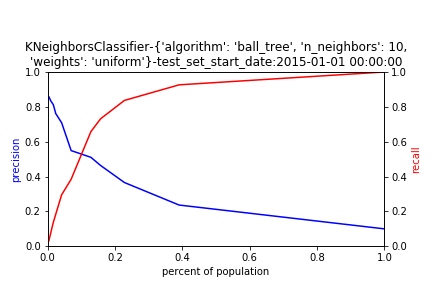 KNeighborsClassifier-{'algorithm': 'ball_tree', 'n_neighbors': 10,
'weights': 'uniform'}-test_set_start_date:2015-01-01 00:00:00
1.0
0.8
0.6
0.4
0.2
0.0
precision
1.0
0.8
0.6
0.4
0.2
0.0
recall
0.0 0.2 0.4 0.6 0.8 1.0
percent of population